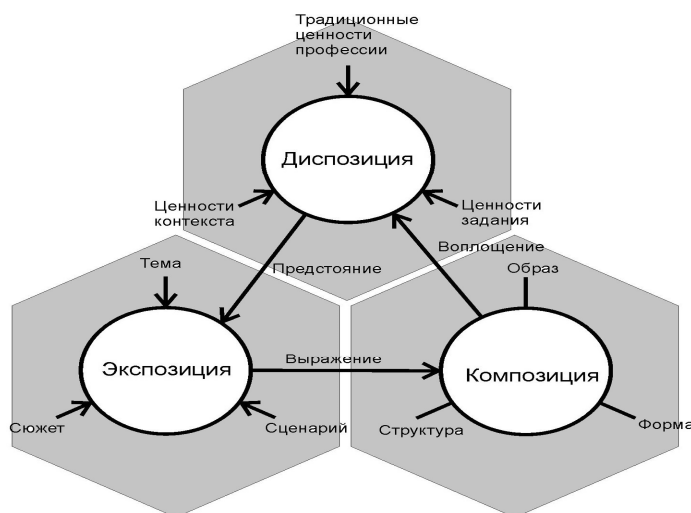 Традиционные
ценности
профессии
Диспозиция
Ценности
контекста
Ценности
задания
Воплощение
Предстояние
Образ
Тема
Выражение
Экспозиция
Композиция
Сюжет
Сценарий
Структура
Форма